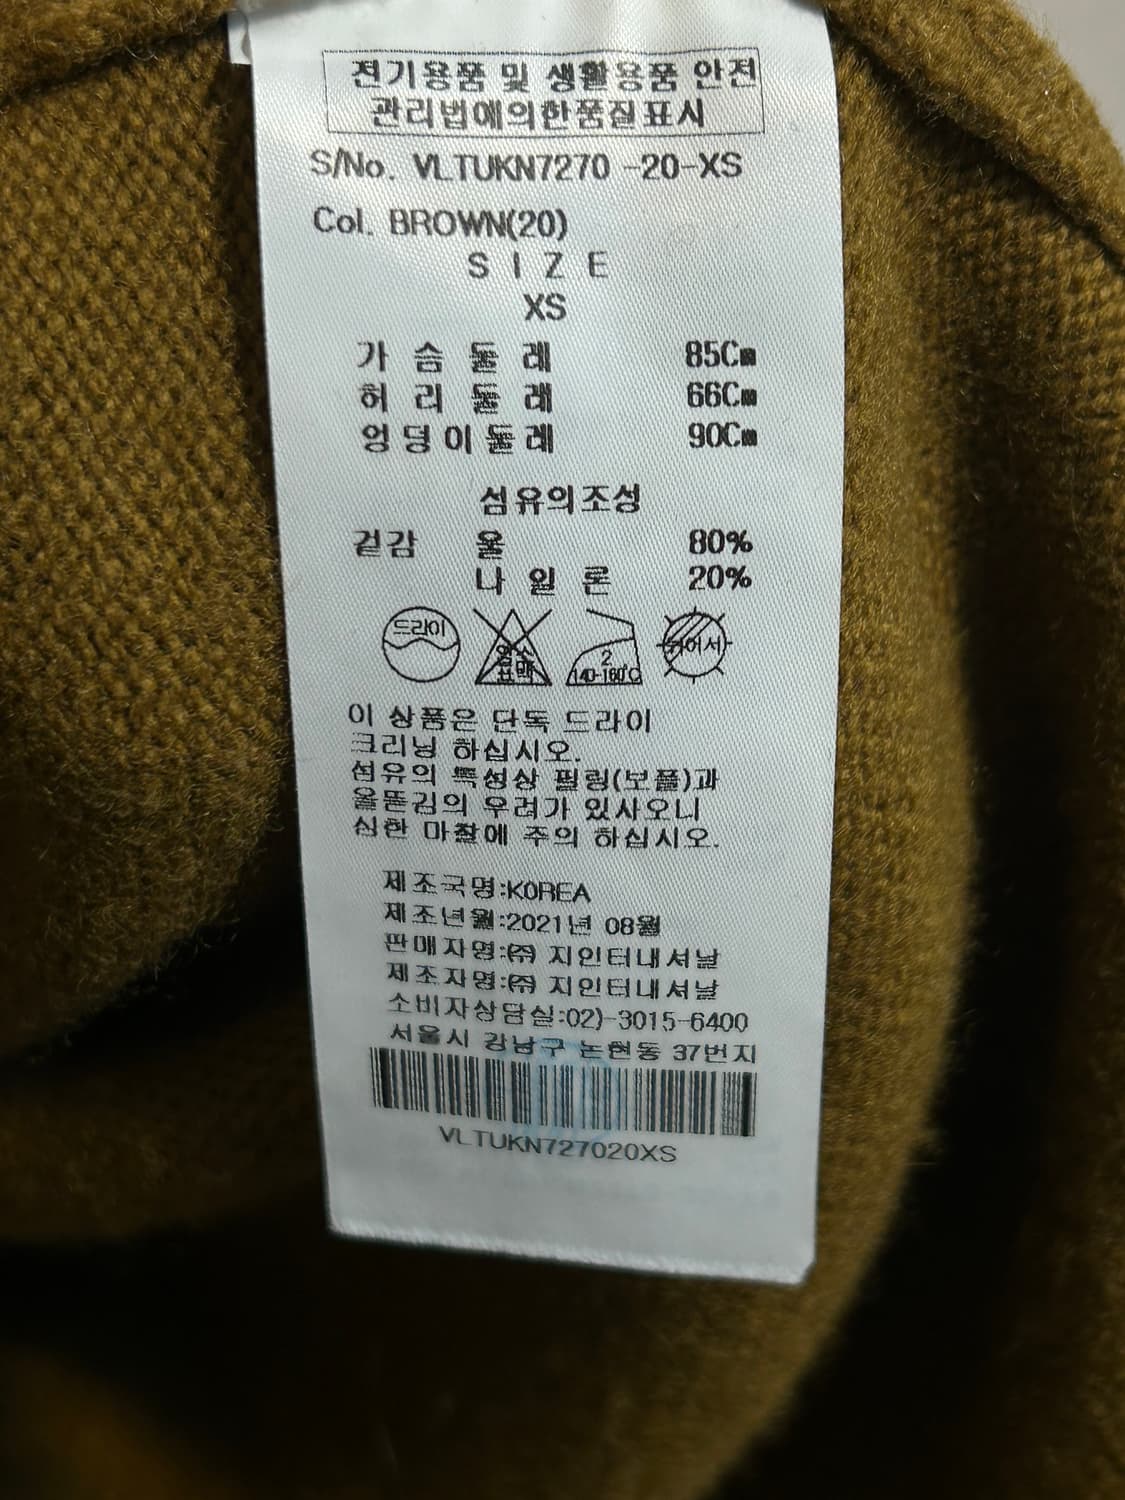 전기용품 및 생활용품 안전
관리법에의한품질표시
S/No. VLTUKN7270 -20-XS
Col. BROWN(20)
S I Z E
XS
가 슴 둘 레 85Cm
허 리 둘 레 66Cm
엉덩이둘레 90Cm
섬유의조성
겉감 울 80%
나 일 론 20%
드라이 염소표백 2 140-160℃ 뉘어서
이 상품은 단독 드라이
크리닝 하십시오.
섬유의 특성상 필링(보풀)과
올뜯김의 우려가 있사오니
심한 마찰에 주의 하십시오.
제조국명:KOREA
제조년월:2021년 08월
판매자명:㈜ 지인터내셔날
제조자명:㈜ 지인터내셔날
소비자상담실:02)-3015-6400
서울시 강남구 논현동 37번지
VLTUKN727020XS